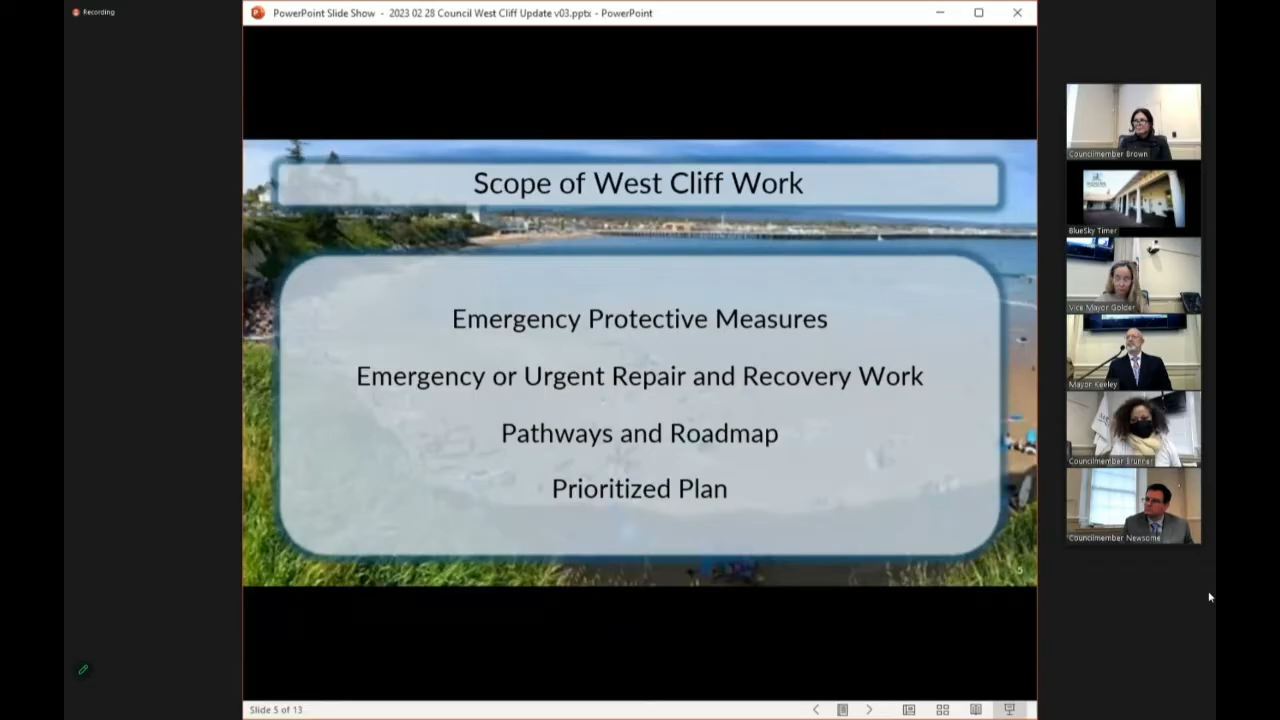 Recording
PowerPoint Slide Show - 2023 02 28 Council West Cliff Update v03.pptx - PowerPoint
Scope of West Cliff Work
Emergency Protective Measures
Emergency or Urgent Repair and Recovery Work
Pathways and Roadmap
Prioritized Plan
5
Slide 5 of 13
Councilmember Brown
BlueSky Timer
Vice Mayor Golder
Mayor Keeley
Councilmember Brunner
Councilmember Newsome